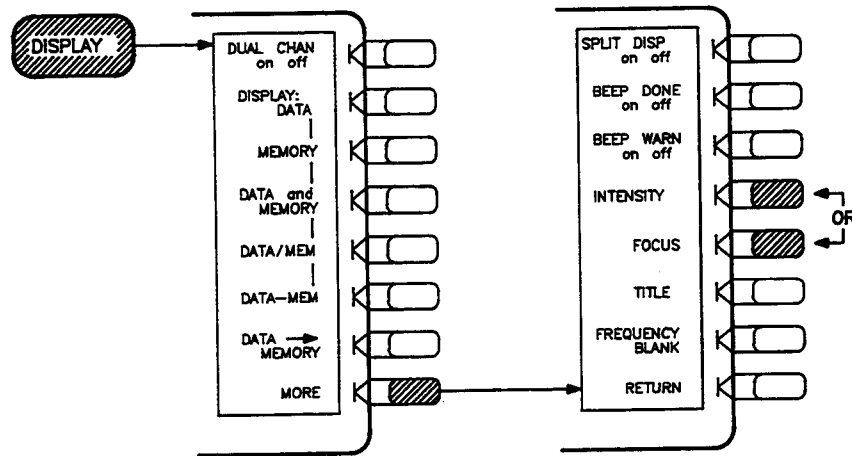 DISPLAY
DUAL CHAN
on off
DISPLAY:
DATA
MEMORY
DATA and
MEMORY
DATA/MEM
DATA-MEM
DATA →
MEMORY
MORE
SPLIT DISP
on off
BEEP DONE
on off
BEEP WARN
on off
INTENSITY
FOCUS
OR
TITLE
FREQUENCY
BLANK
RETURN